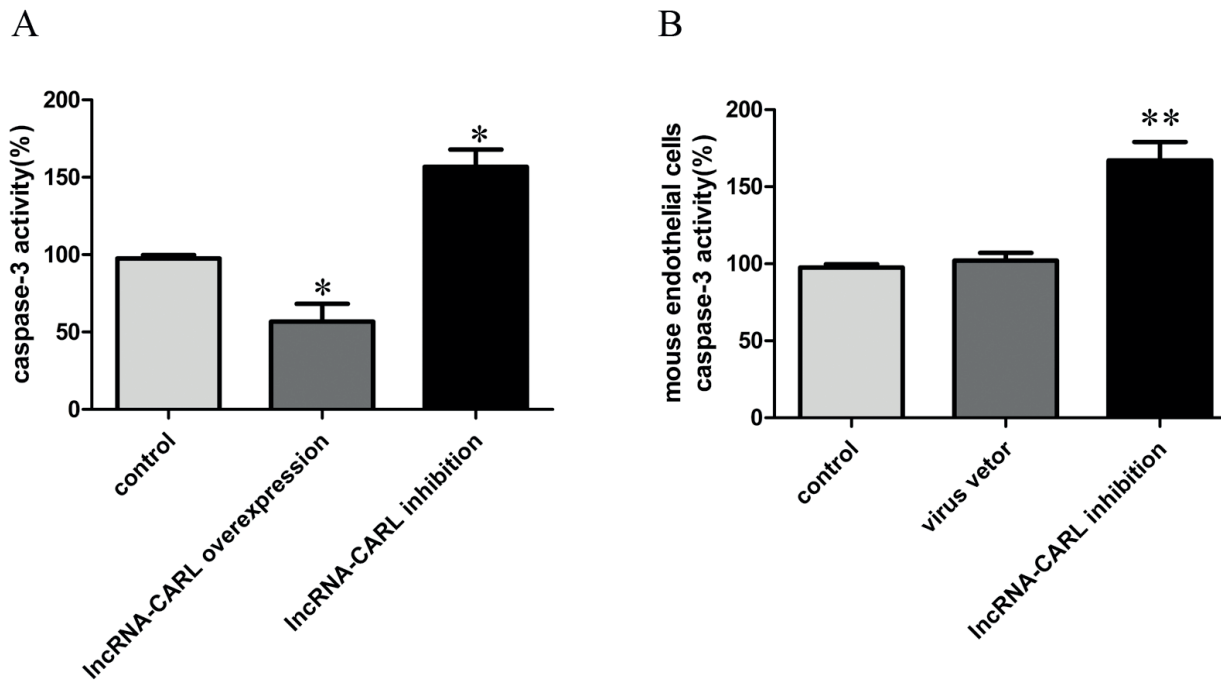 A
caspase-3 activity(%)
200
150
100
50
0
*
*
control
lncRNA-CARL overexpression
lncRNA-CARL inhibition
B
mouse endothelial cells
caspase-3 activity(%)
200
150
100
50
0
**
control
virus vetor
lncRNA-CARL inhibition